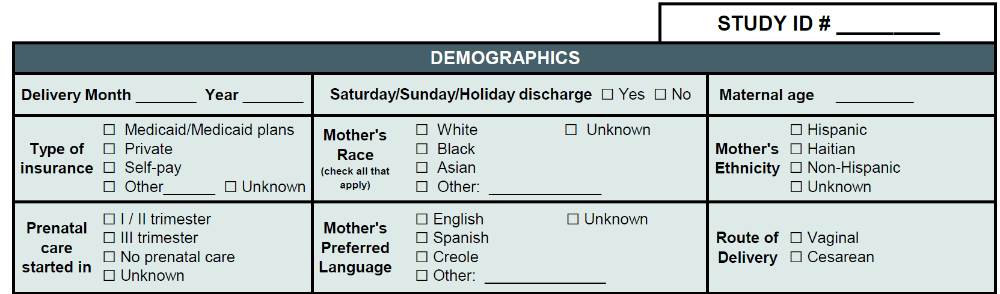 STUDY ID # __________
DEMOGRAPHICS
Delivery Month _______ Year _______
Saturday/Sunday/Holiday discharge ☐ Yes ☐ No
Maternal age _________
Type of
insurance
☐ Medicaid/Medicaid plans
☐ Private
☐ Self-pay
☐ Other______ ☐ Unknown
Mother's
Race
(check all that
apply)
☐ White ☐ Unknown
☐ Black
☐ Asian
☐ Other: _____________
Mother's
Ethnicity
☐ Hispanic
☐ Haitian
☐ Non-Hispanic
☐ Unknown
Prenatal
care
started in
☐ I / II trimester
☐ III trimester
☐ No prenatal care
☐ Unknown
Mother's
Preferred
Language
☐ English ☐ Unknown
☐ Spanish
☐ Creole
☐ Other: ______________
Route of
Delivery
☐ Vaginal
☐ Cesarean